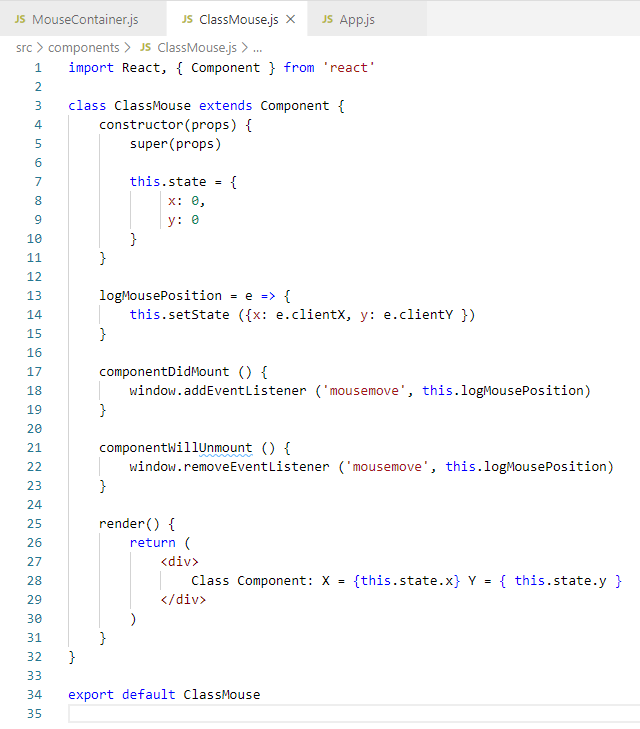 JS MouseContainer.js JS ClassMouse.js × JS App.js
src > components > JS ClassMouse.js > ...
1 import React, { Component } from 'react'
2
3 class ClassMouse extends Component {
4     constructor(props) {
5         super(props)
6
7         this.state = {
8              x: 0,
9              y: 0
10         }
11     }
12
13     logMousePosition = e => {
14         this.setState ({x: e.clientX, y: e.clientY })
15     }
16
17     componentDidMount () {
18         window.addEventListener ('mousemove', this.logMousePosition)
19     }
20
21     componentWillUnmount () {
22         window.removeEventListener ('mousemove', this.logMousePosition)
23     }
24
25     render() {
26         return (
27             <div>
28                 Class Component: X = {this.state.x} Y = { this.state.y }
29             </div>
30         )
31     }
32 }
33
34 export default ClassMouse
35